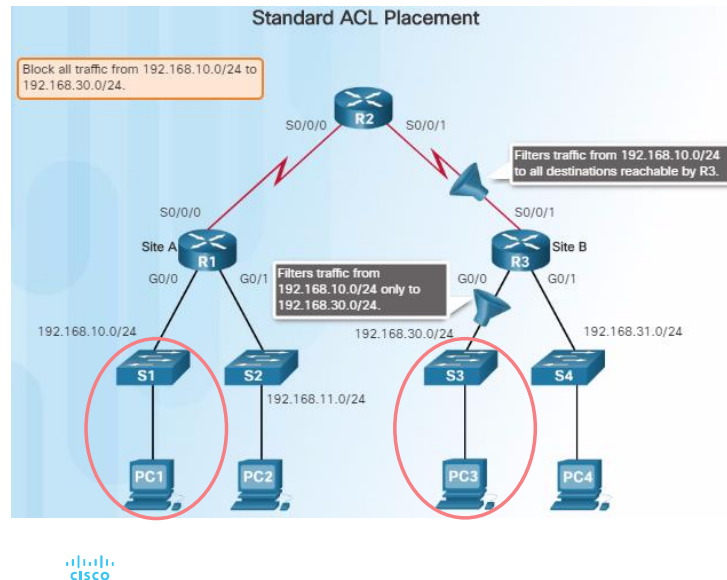 Standard ACL Placement
Block all traffic from 192.168.10.0/24 to
192.168.30.0/24.
R2
S0/0/0
S0/0/1
Filters traffic from 192.168.10.0/24
to all destinations reachable by R3.
S0/0/0
S0/0/1
Site A
R1
R3
Site B
G0/0
G0/1
Filters traffic from
192.168.10.0/24 only to
192.168.30.0/24.
G0/0
G0/1
192.168.10.0/24
192.168.30.0/24
192.168.31.0/24
S1
S2
S3
S4
192.168.11.0/24
PC1
PC2
PC3
PC4
CISCO